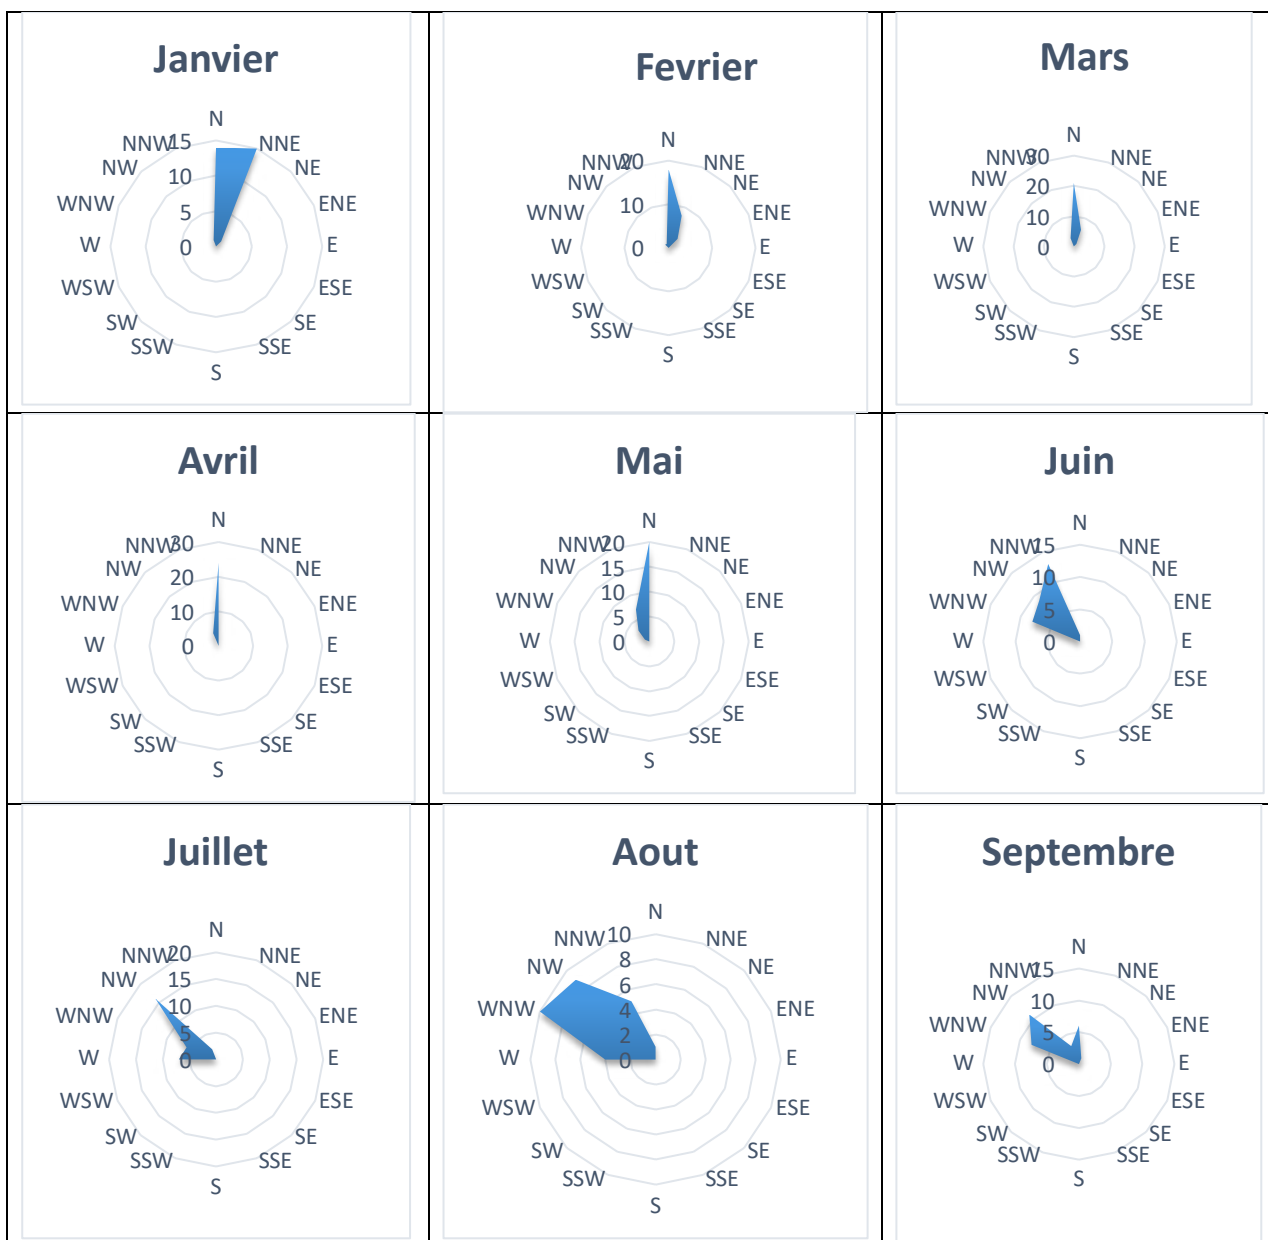 Janvier
N
NNW 15 NNE
NW NE
10
WNW ENE
5
W 0 E
WSW ESE
SW SE
SSW SSE
S
Fevrier
N
NNW 20 NNE
NW NE
WNW 10 ENE
W 0 E
WSW ESE
SW SE
SSW SSE
S
Mars
N
NNW 30 NNE
NW 20 NE
WNW 10 ENE
W 0 E
WSW ESE
SW SE
SSW SSE
S
Avril
N
NNW 30 NNE
NW 20 NE
WNW 10 ENE
W 0 E
WSW ESE
SW SE
SSW SSE
S
Mai
N
NNW 20 NNE
NW 15 NE
WNW 10 ENE
5
W 0 E
WSW ESE
SW SE
SSW SSE
S
Juin
N
NNW 15 NNE
NW 10 NE
WNW 5 ENE
W 0 E
WSW ESE
SW SE
SSW SSE
S
Juillet
N
NNW 20 NNE
NW 15 NE
10
WNW 5 ENE
W 0 E
WSW ESE
SW SE
SSW SSE
S
Aout
N
NNW 10 NNE
8
NW NE
6
WNW 4 ENE
2
W 0 E
WSW ESE
SW SE
SSW SSE
S
Septembre
N
NNW 15 NNE
NW 10 NE
WNW 5 ENE
W 0 E
WSW ESE
SW SE
SSW SSE
S